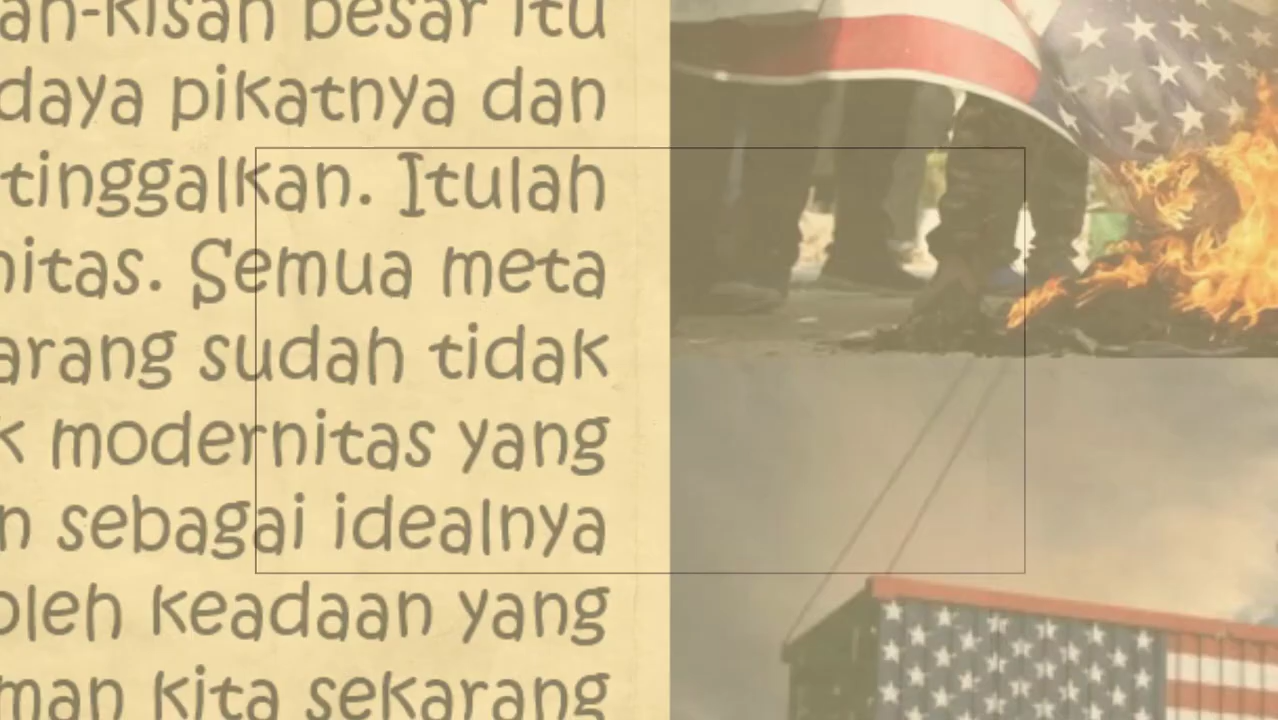 an-kisah besar itu
daya pikatnya dan
tinggalkan. Itulah
nitas. Semua meta
arang sudah tidak
k modernitas yang
n sebagai idealnya
oleh keadaan yang
man kita sekarang